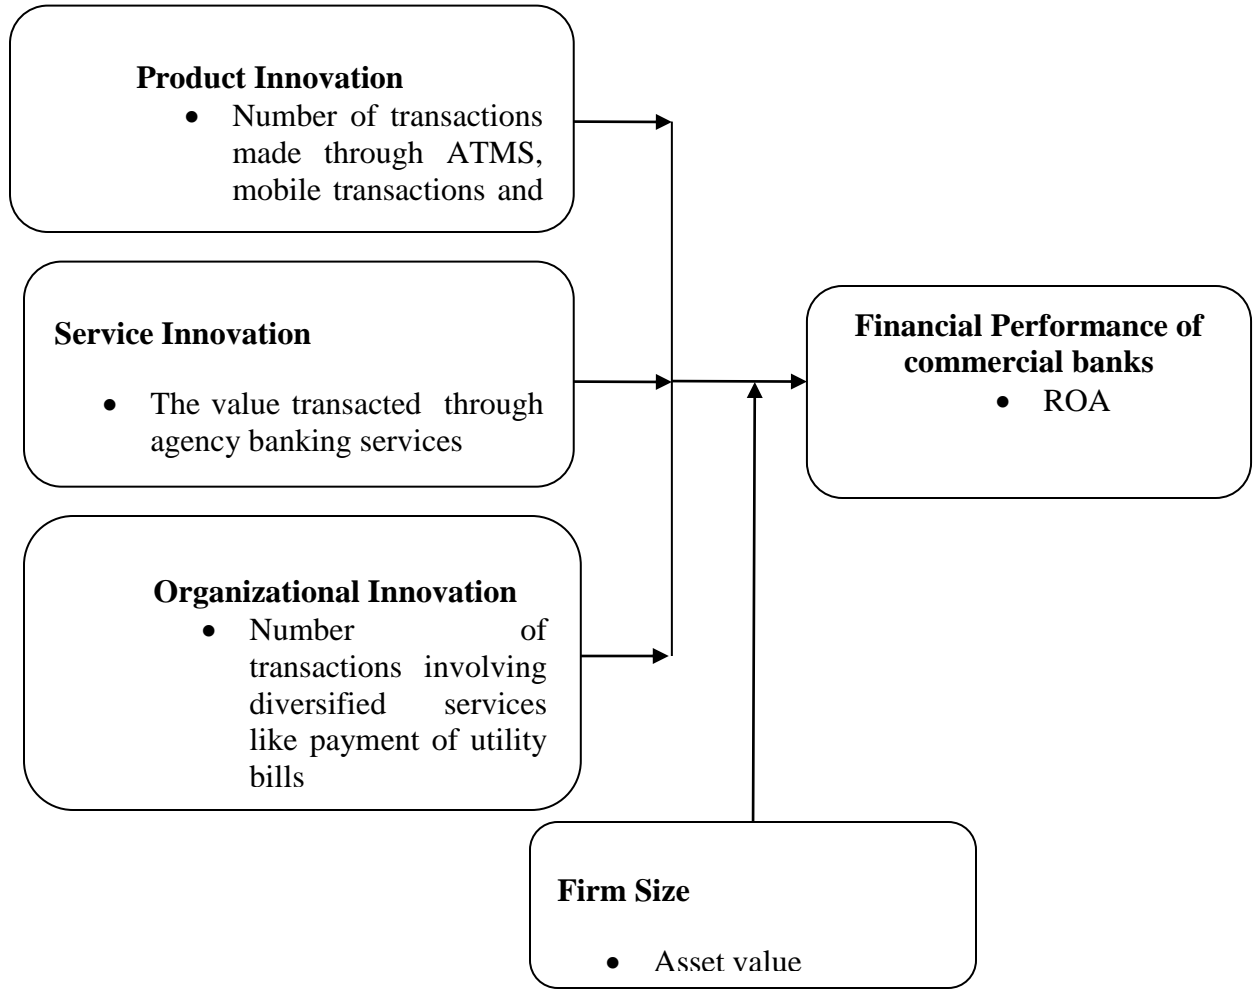 Product Innovation
• Number of transactions
made through ATMS,
mobile transactions and
Service Innovation
• The value transacted through
agency banking services
Organizational Innovation
• Number of
transactions involving
diversified services
like payment of utility
bills
Financial Performance of
commercial banks
• ROA
Firm Size
• Asset value